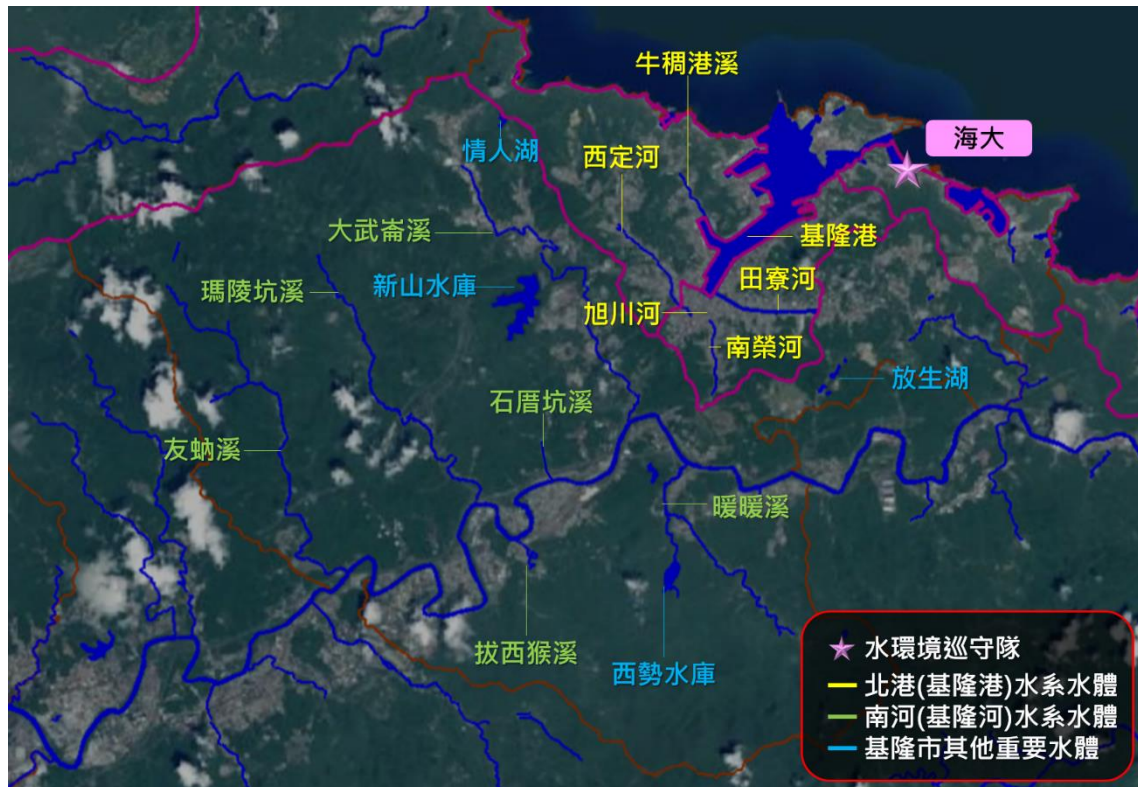 牛稠港溪
海大
情人湖
西定河
大武崙溪
基隆港
瑪陵坑溪
新山水庫
田寮河
旭川河
南榮河
放生湖
石厝坑溪
友蚋溪
暖暖溪
拔西猴溪
西勢水庫
水環境巡守隊
北港(基隆港)水系水體
南河(基隆河)水系水體
基隆市其他重要水體